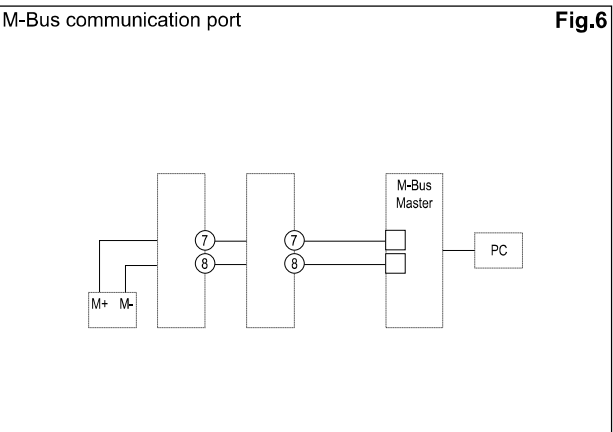 M-Bus communication port
Fig.6
M-Bus
Master
7
7
PC
8
8
M+ M-